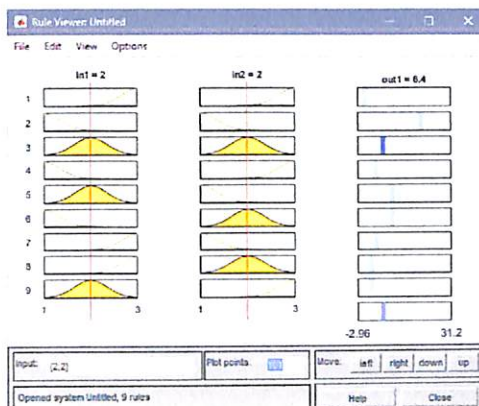 Rule Viewer: Untitled
File Edit View Options
in1 = 2
in2 = 2
out1 = 6.4
1
2
3
4
5
6
7
8
9
1 3
1 3
-2.96 31.2
Input: [2,2]
Plot points:
Move: left right down up
Opened system Untitled, 9 rules
Help Close